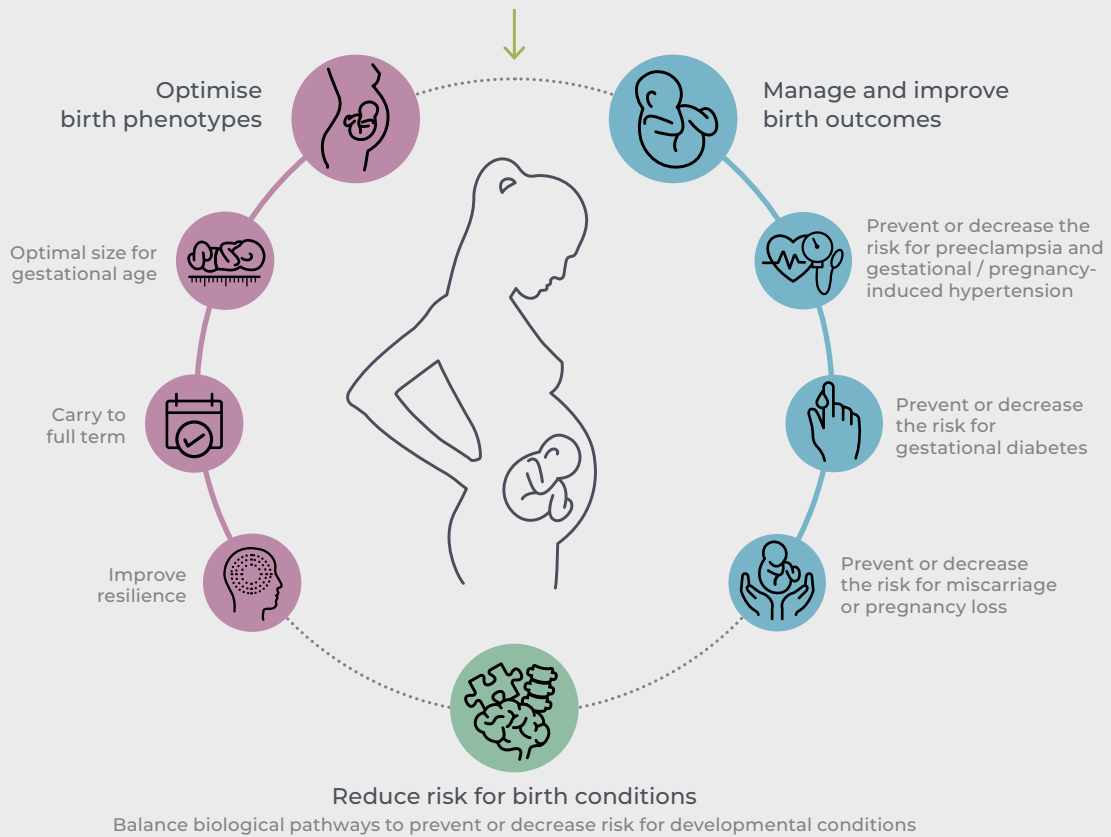 Optimise
birth phenotypes
Optimal size for
gestational age
Carry to
full term
Improve
resilience
Manage and improve
birth outcomes
Prevent or decrease the
risk for preeclampsia and
gestational / pregnancy-
induced hypertension
Prevent or decrease
the risk for
gestational diabetes
Prevent or decrease
the risk for miscarriage
or pregnancy loss
Reduce risk for birth conditions
Balance biological pathways to prevent or decrease risk for developmental conditions